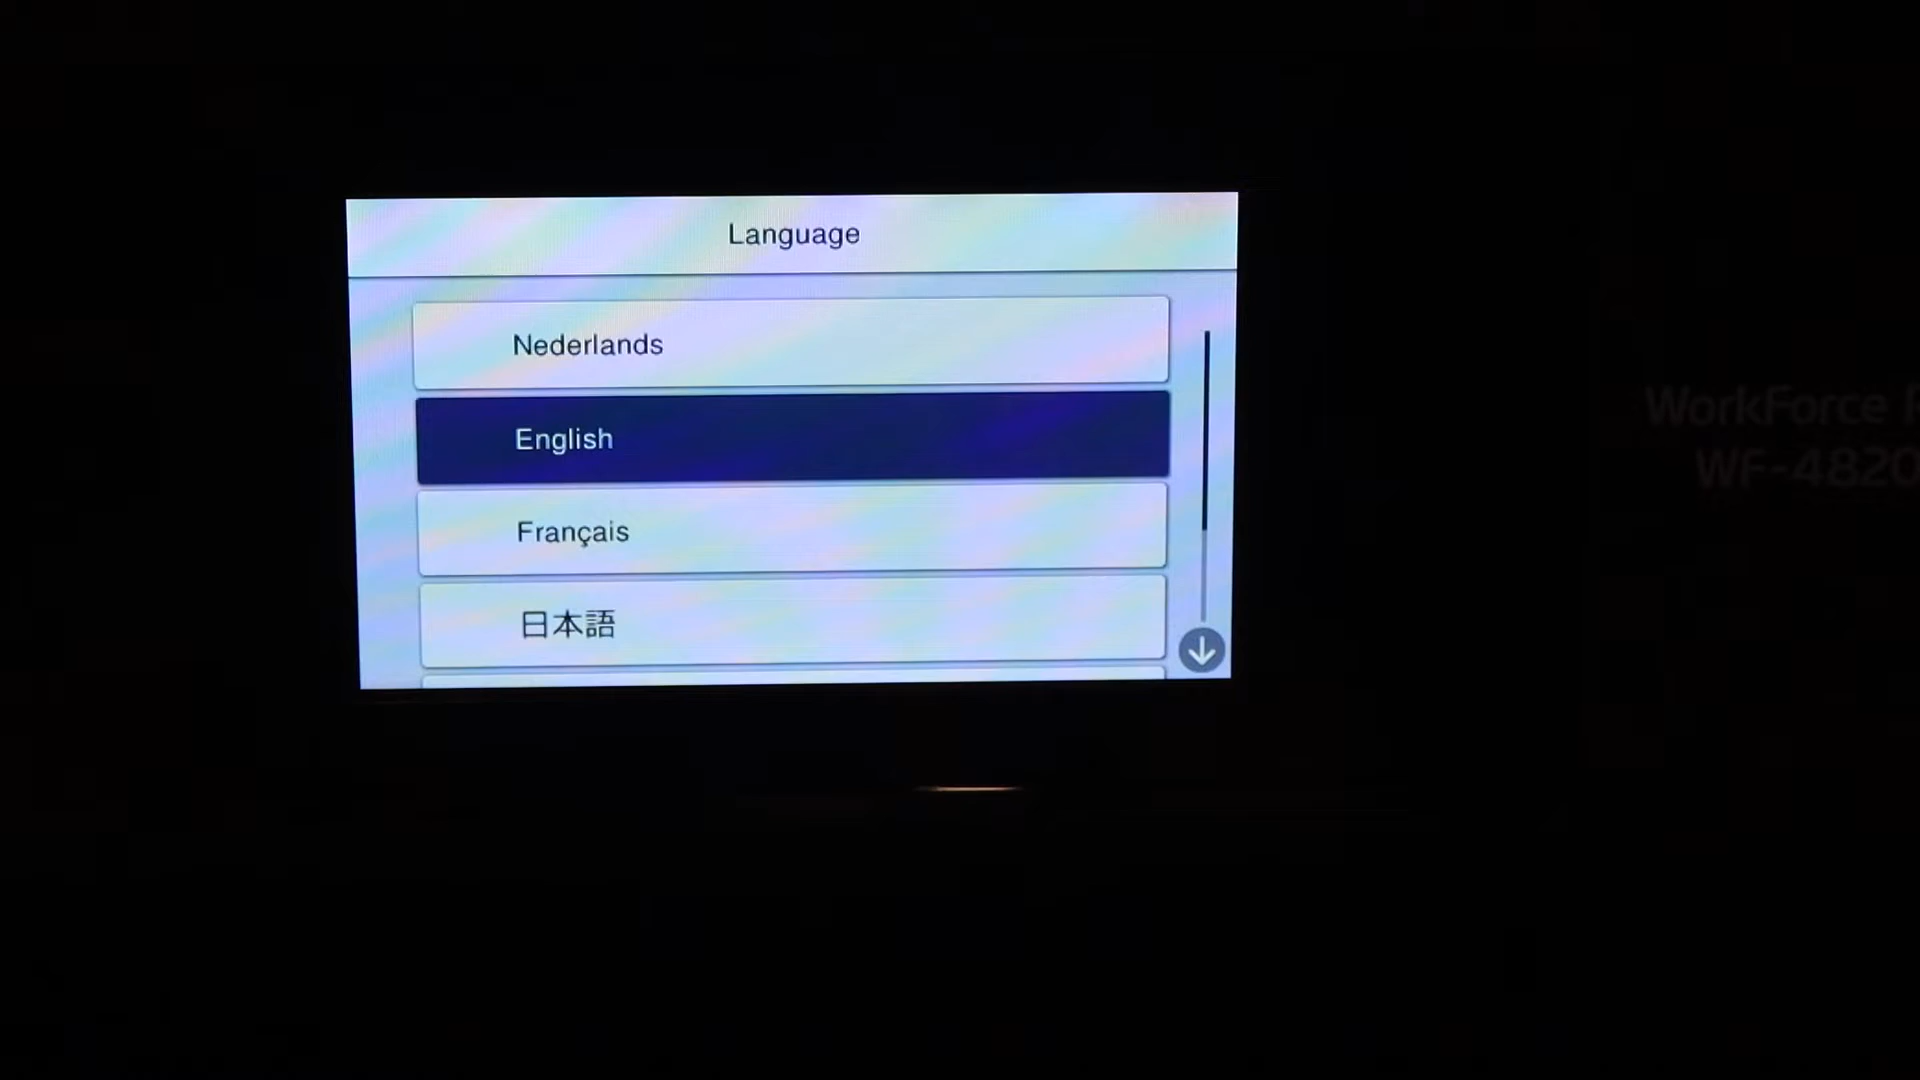 Language
Nederlands
English
Français
日本語
WorkForce
WF-4820